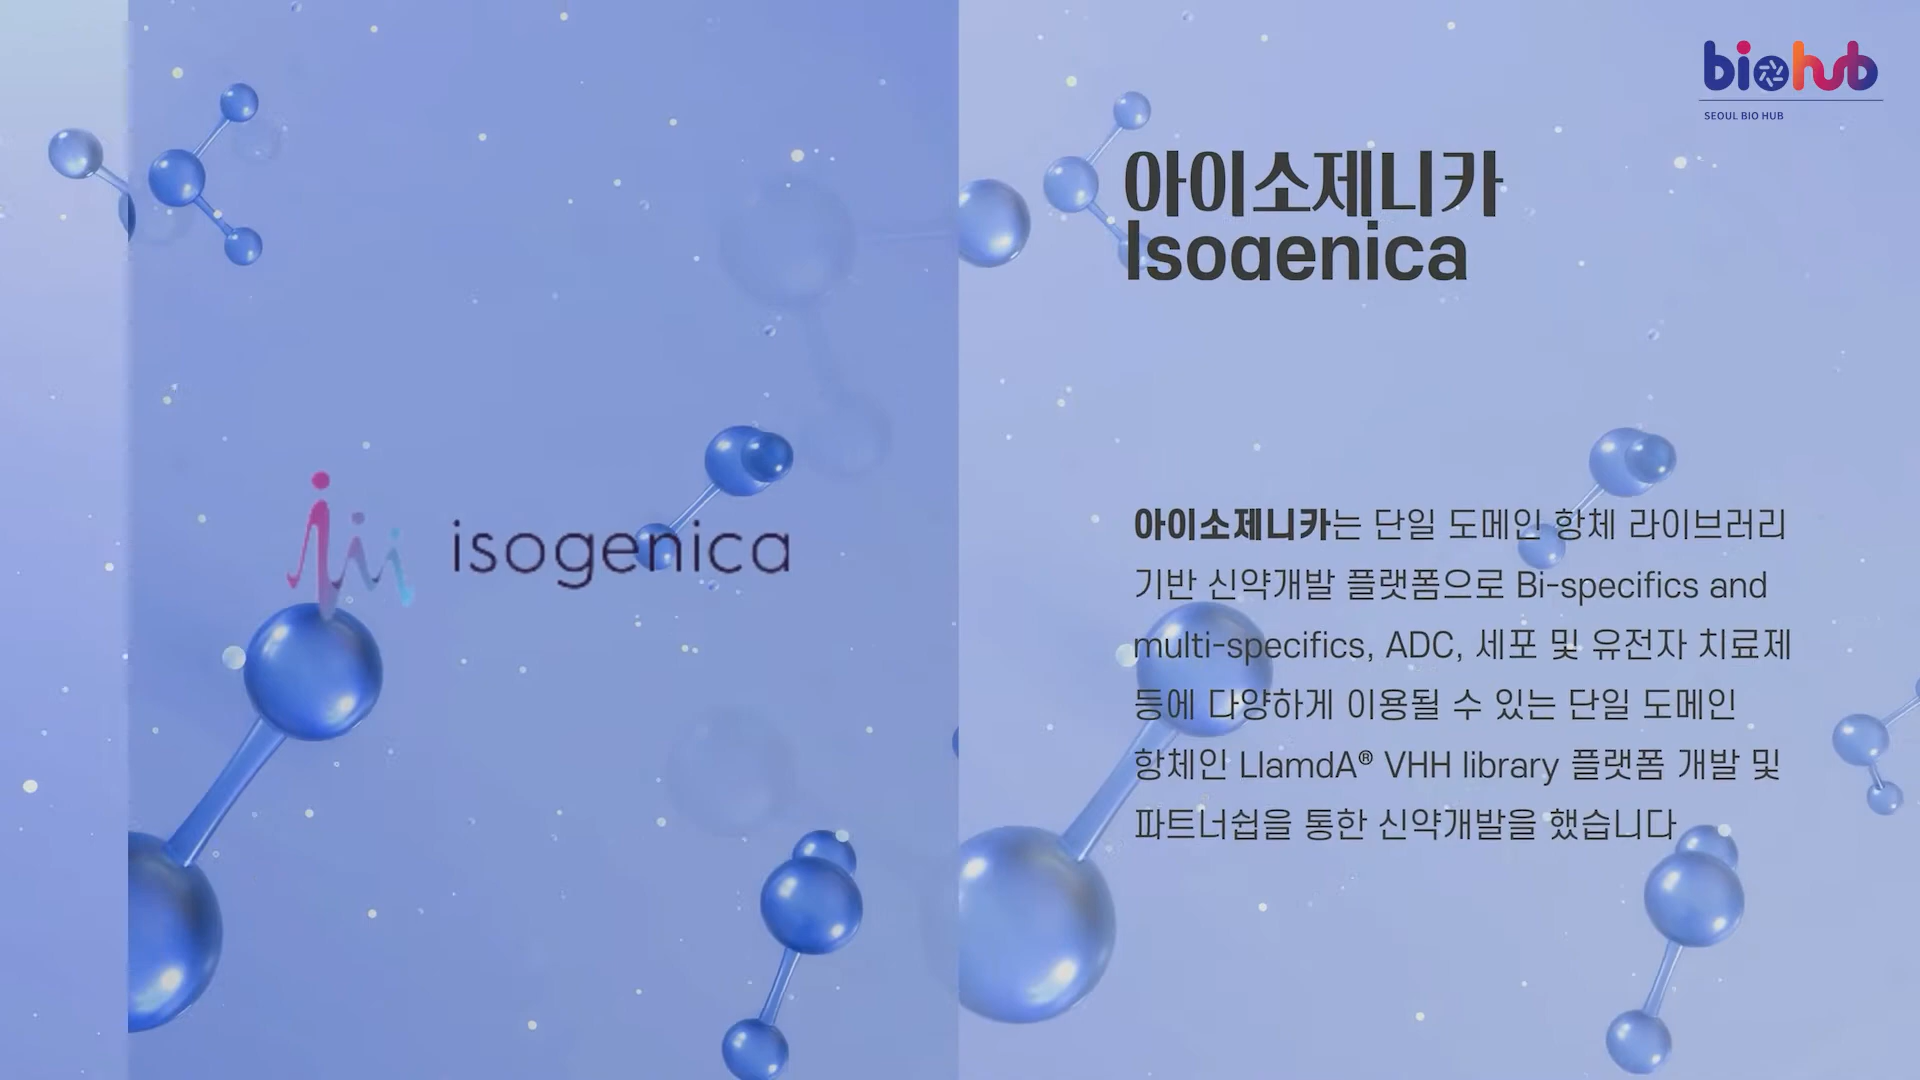 biohub
SEOUL BIO HUB
아이소제니카
Isogenica
isogenica
아이소제니카는 단일 도메인 항체 라이브러리
기반 신약개발 플랫폼으로 Bi-specifics and
multi-specifics, ADC, 세포 및 유전자 치료제
등에 다양하게 이용될 수 있는 단일 도메인
항체인 LlamdA® VHH library 플랫폼 개발 및
파트너쉽을 통한 신약개발을 했습니다